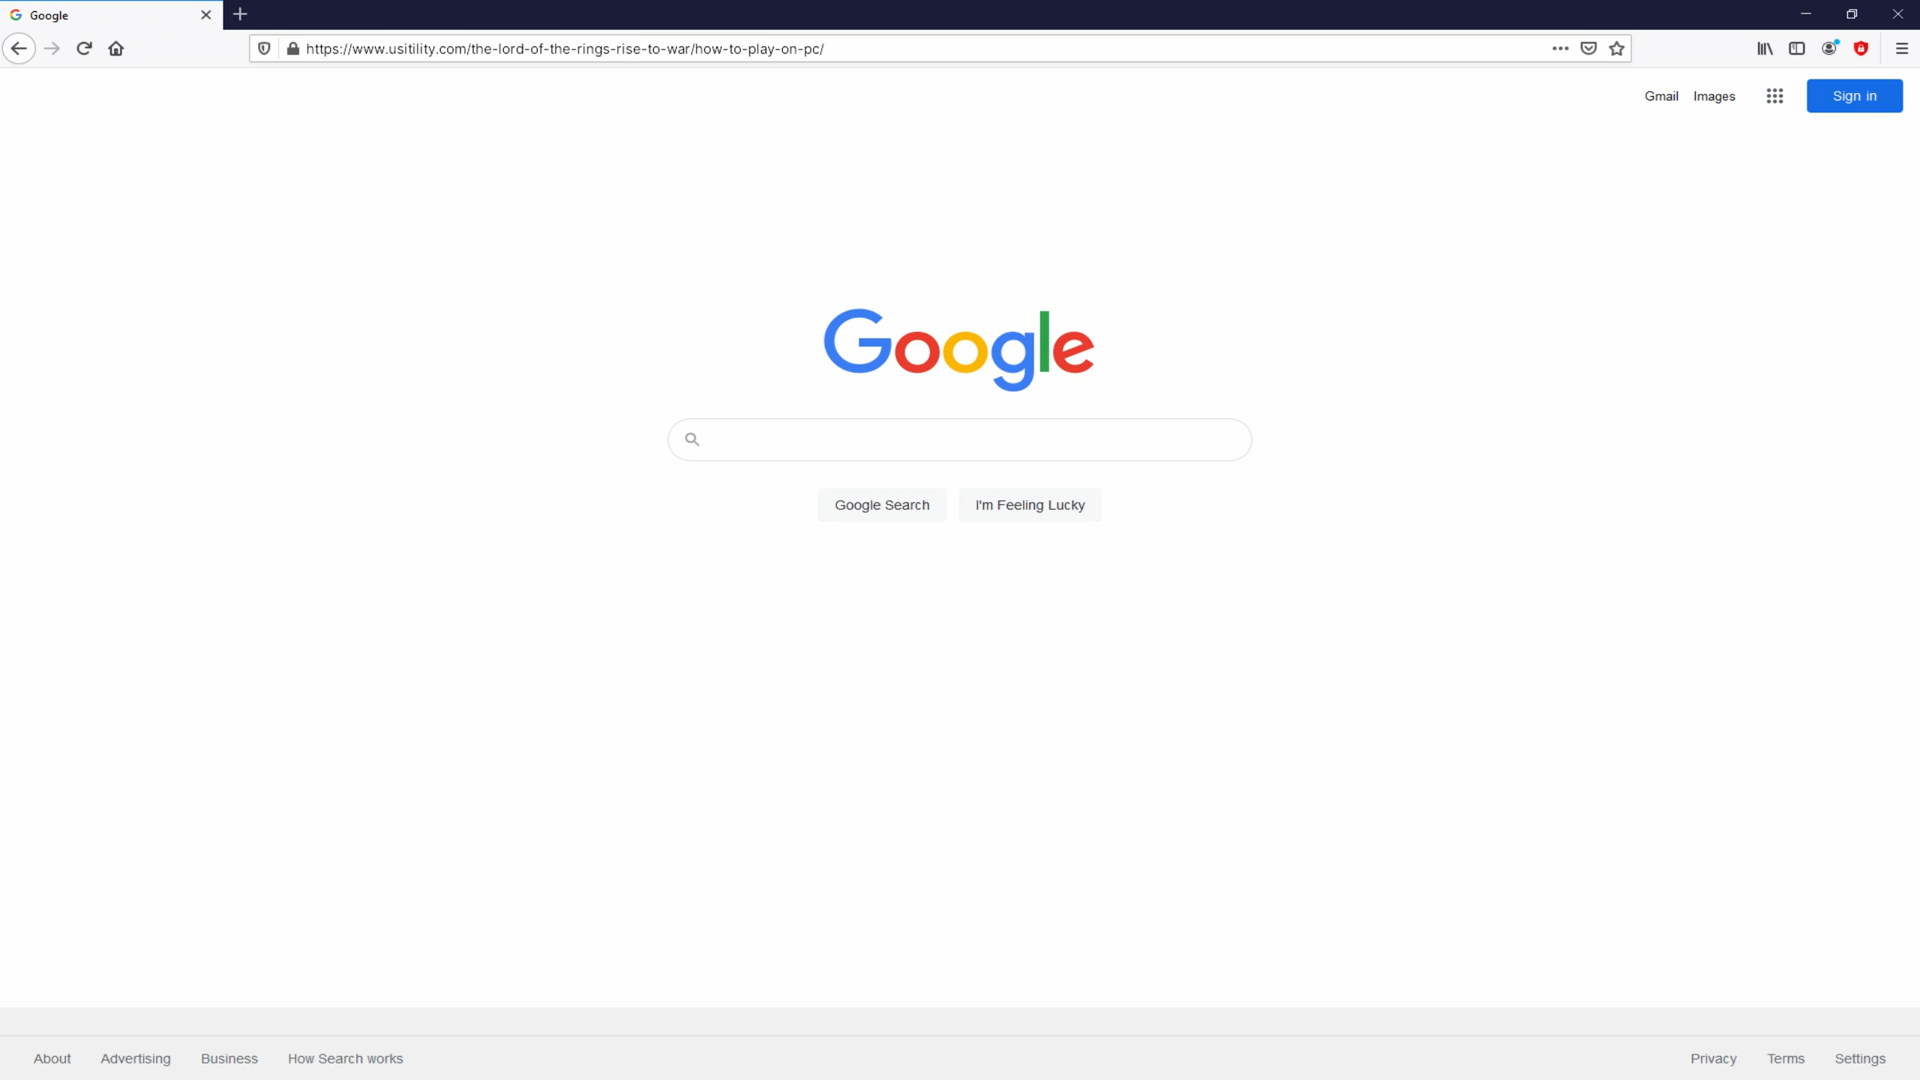 Google
https://www.usitility.com/the-lord-of-the-rings-rise-to-war/how-to-play-on-pc/
Gmail Images Sign in
Google
Google Search I'm Feeling Lucky
About Advertising Business How Search works Privacy Terms Settings